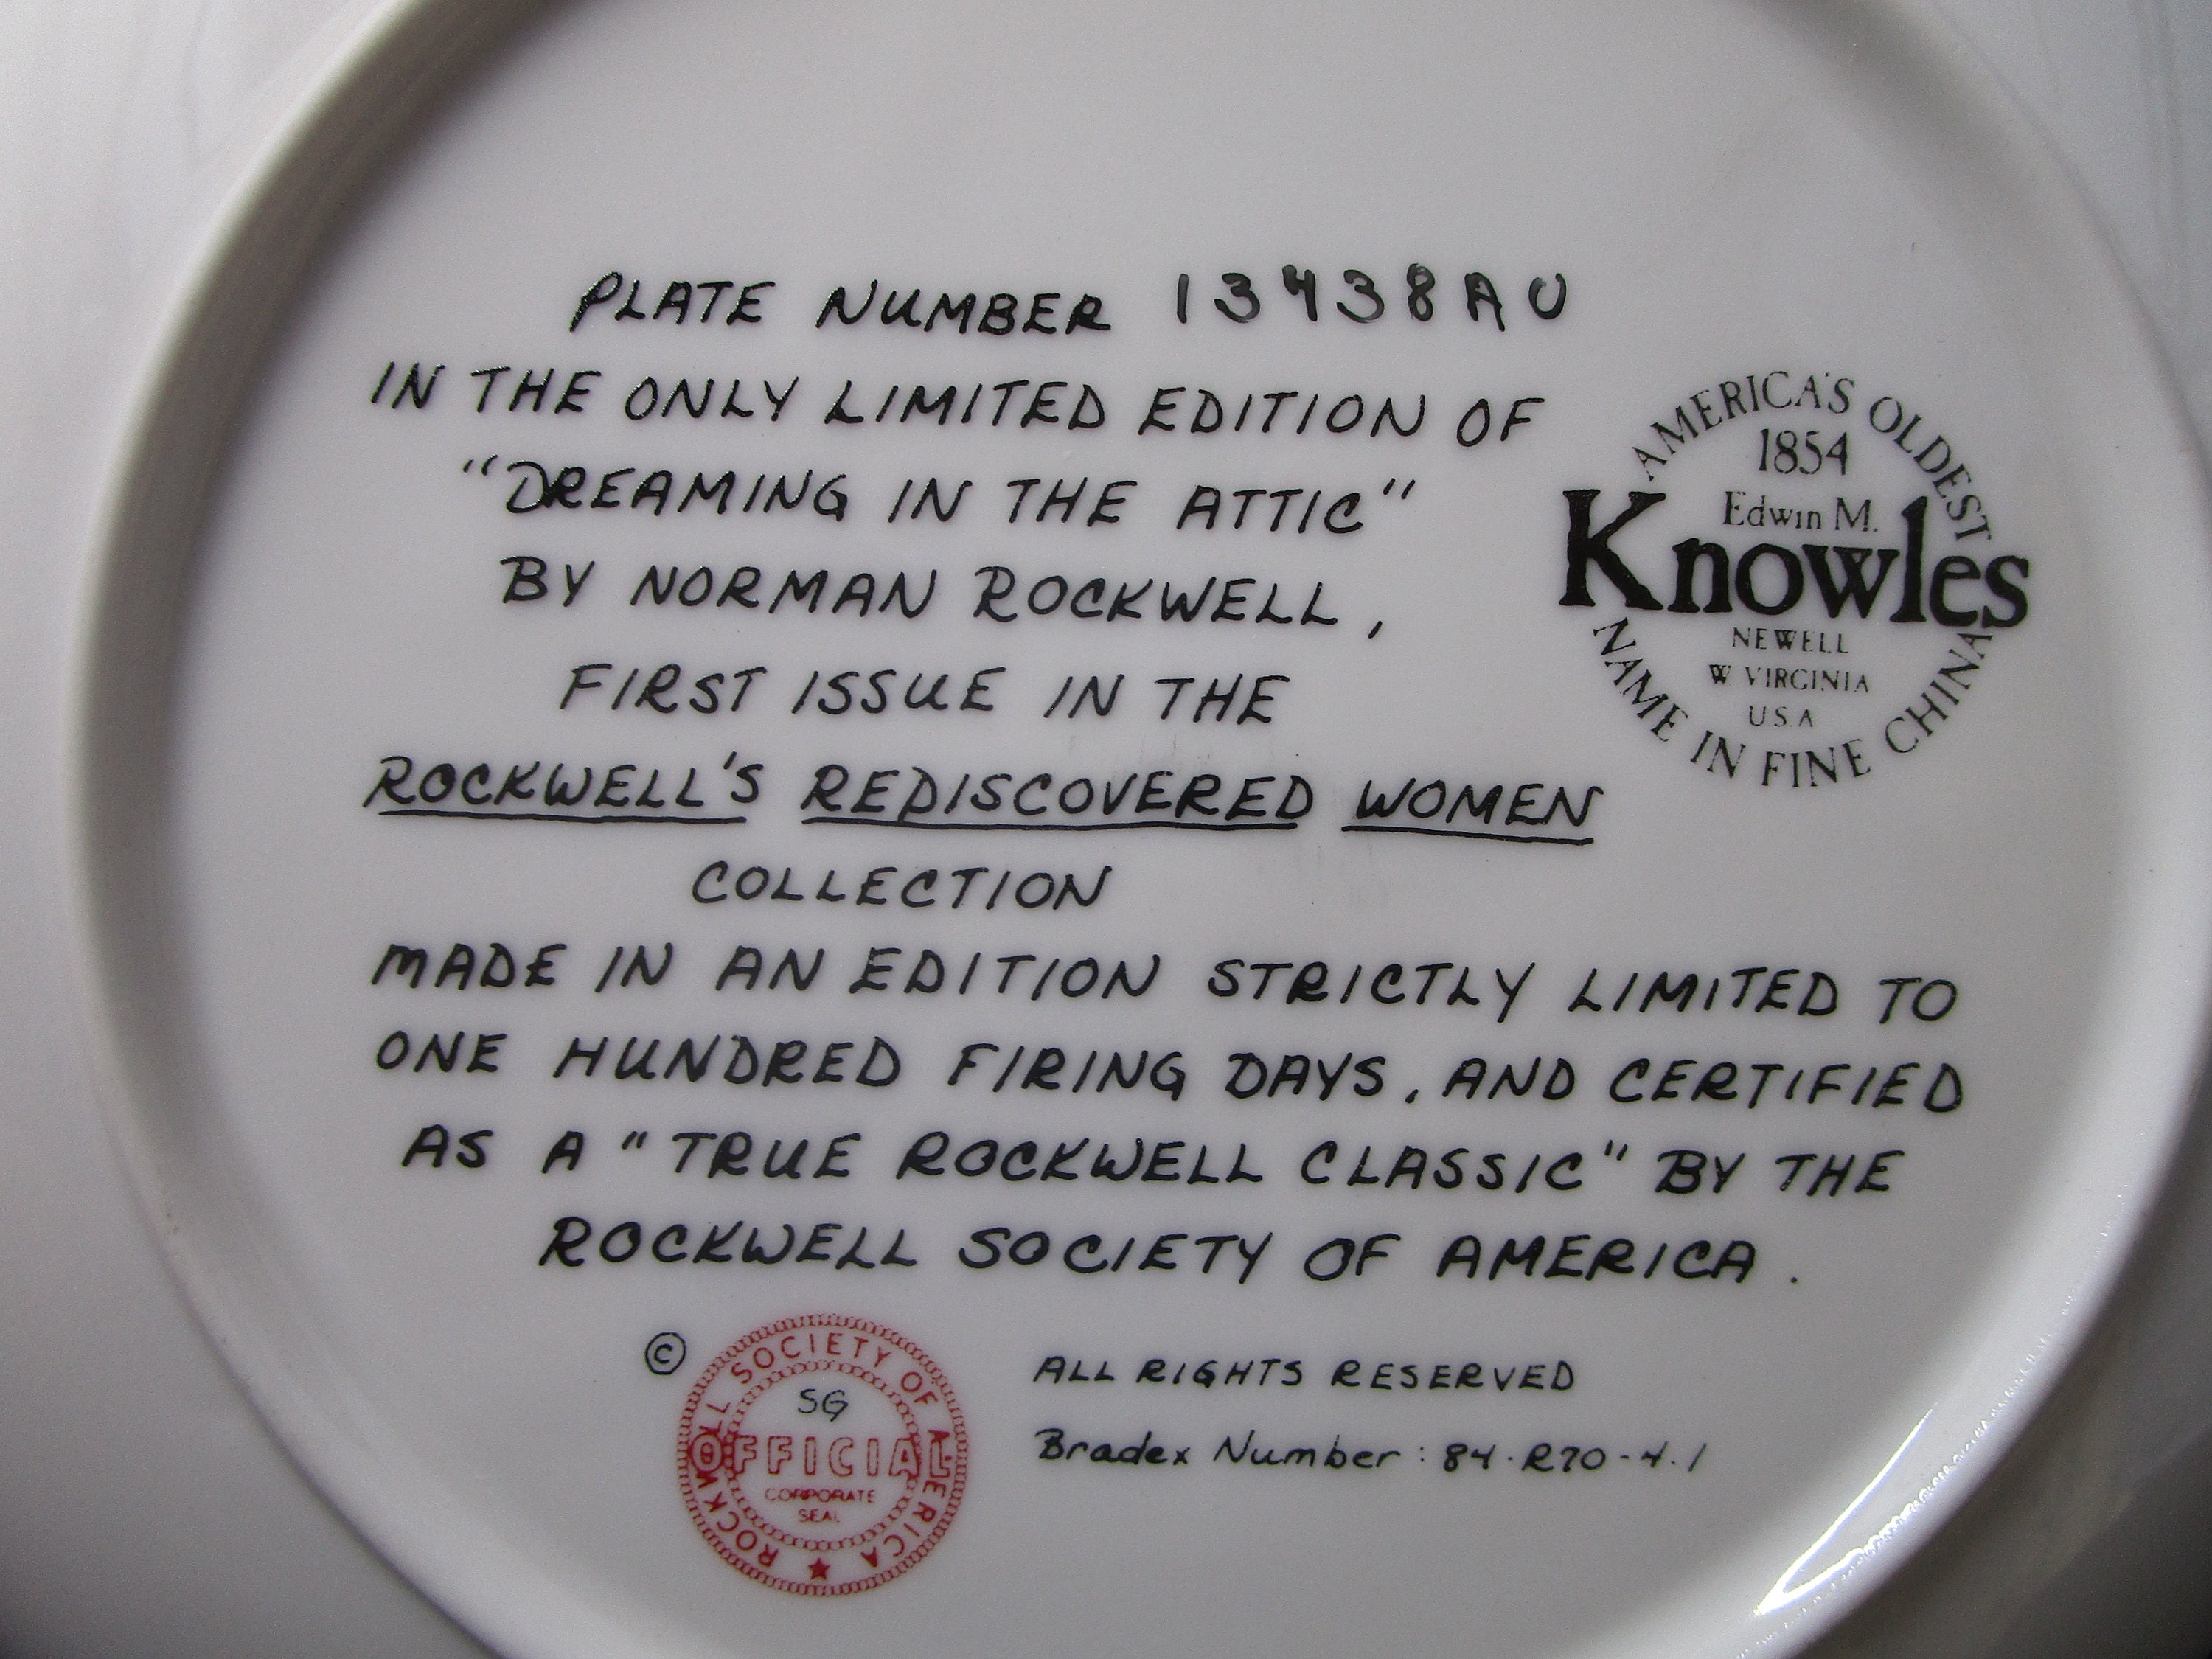 PLATE NUMBER 13438AU
IN THE ONLY LIMITED EDITION OF
"DREAMING IN THE ATTIC"
BY NORMAN ROCKWELL,
FIRST ISSUE IN THE
ROCKWELL'S REDISCOVERED WOMEN
COLLECTION
MADE IN AN EDITION STRICTLY LIMITED TO
ONE HUNDRED FIRING DAYS, AND CERTIFIED
AS A "TRUE ROCKWELL CLASSIC" BY THE
ROCKWELL SOCIETY OF AMERICA.
AMERICA'S OLDEST
1854
Edwin M.
Knowles
NEWELL
W VIRGINIA
U.S.A
NAME IN FINE CHINA
©
ROCKWELL SOCIETY OF AMERICA
SG
OFFICIAL
CORPORATE
SEAL
ALL RIGHTS RESERVED
Bradex Number: 84-R70-4.1